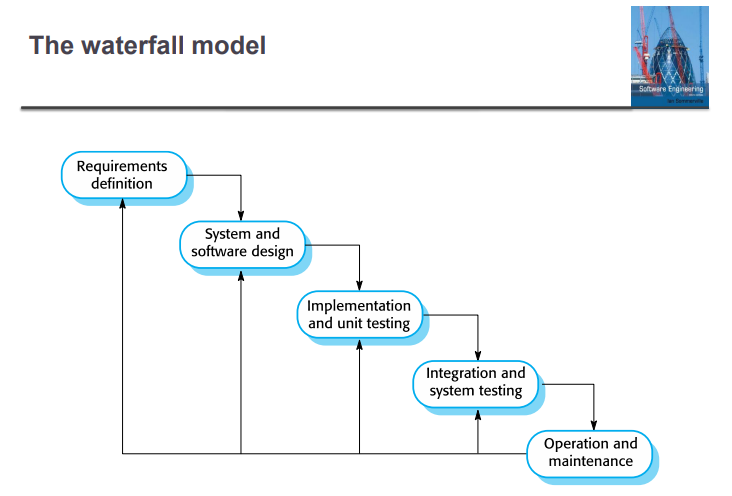 The waterfall model
Software Engineering
Ian Sommerville
Requirements
definition
System and
software design
Implementation
and unit testing
Integration and
system testing
Operation and
maintenance